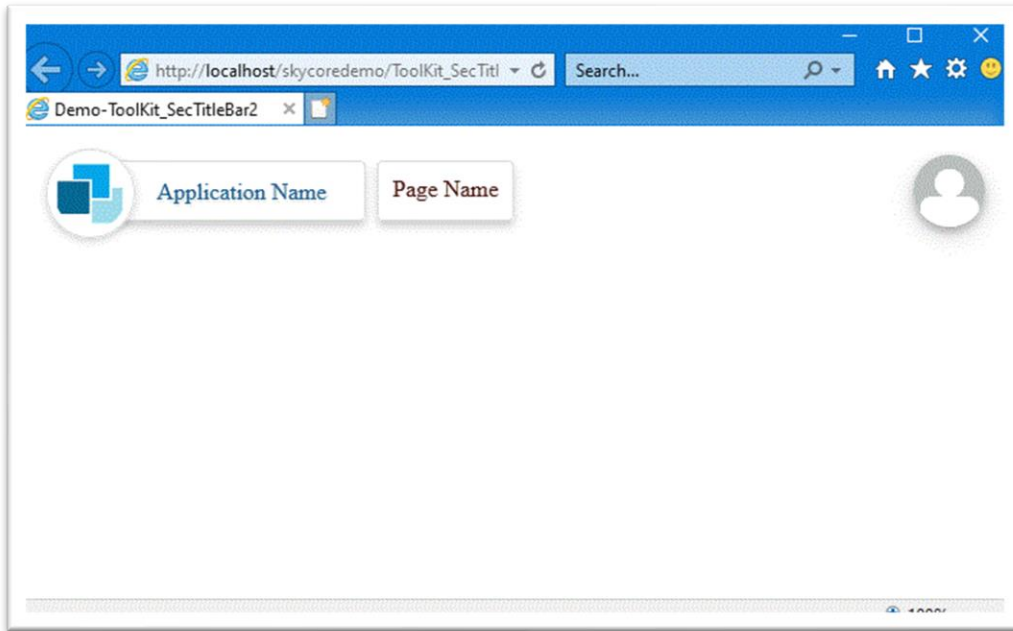 http://localhost/skycoredemo/ToolKit_SecTitl
Search...
Demo-ToolKit_SecTitleBar2
Application Name
Page Name